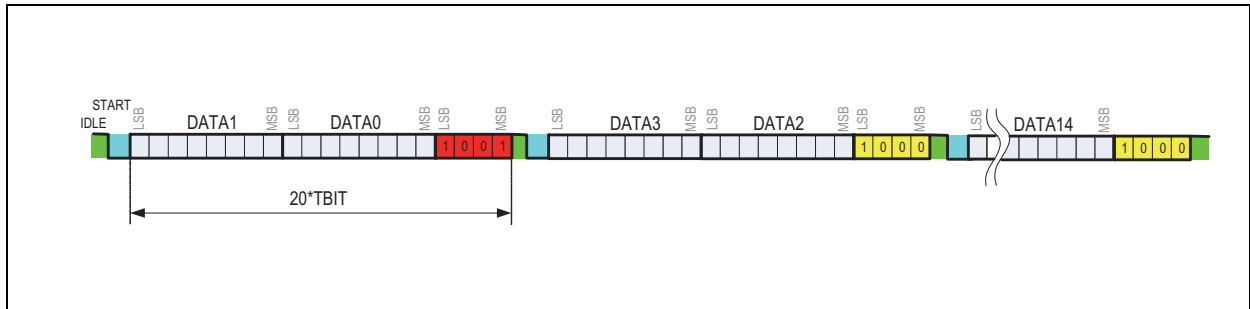 START
IDLE
LSB DATA1 MSB LSB DATA0 MSB LSB MSB LSB DATA3 MSB LSB DATA2 MSB LSB MSB LSB DATA14 MSB
1 0 0 1 1 0 0 0 1 0 0 0
20*TBIT